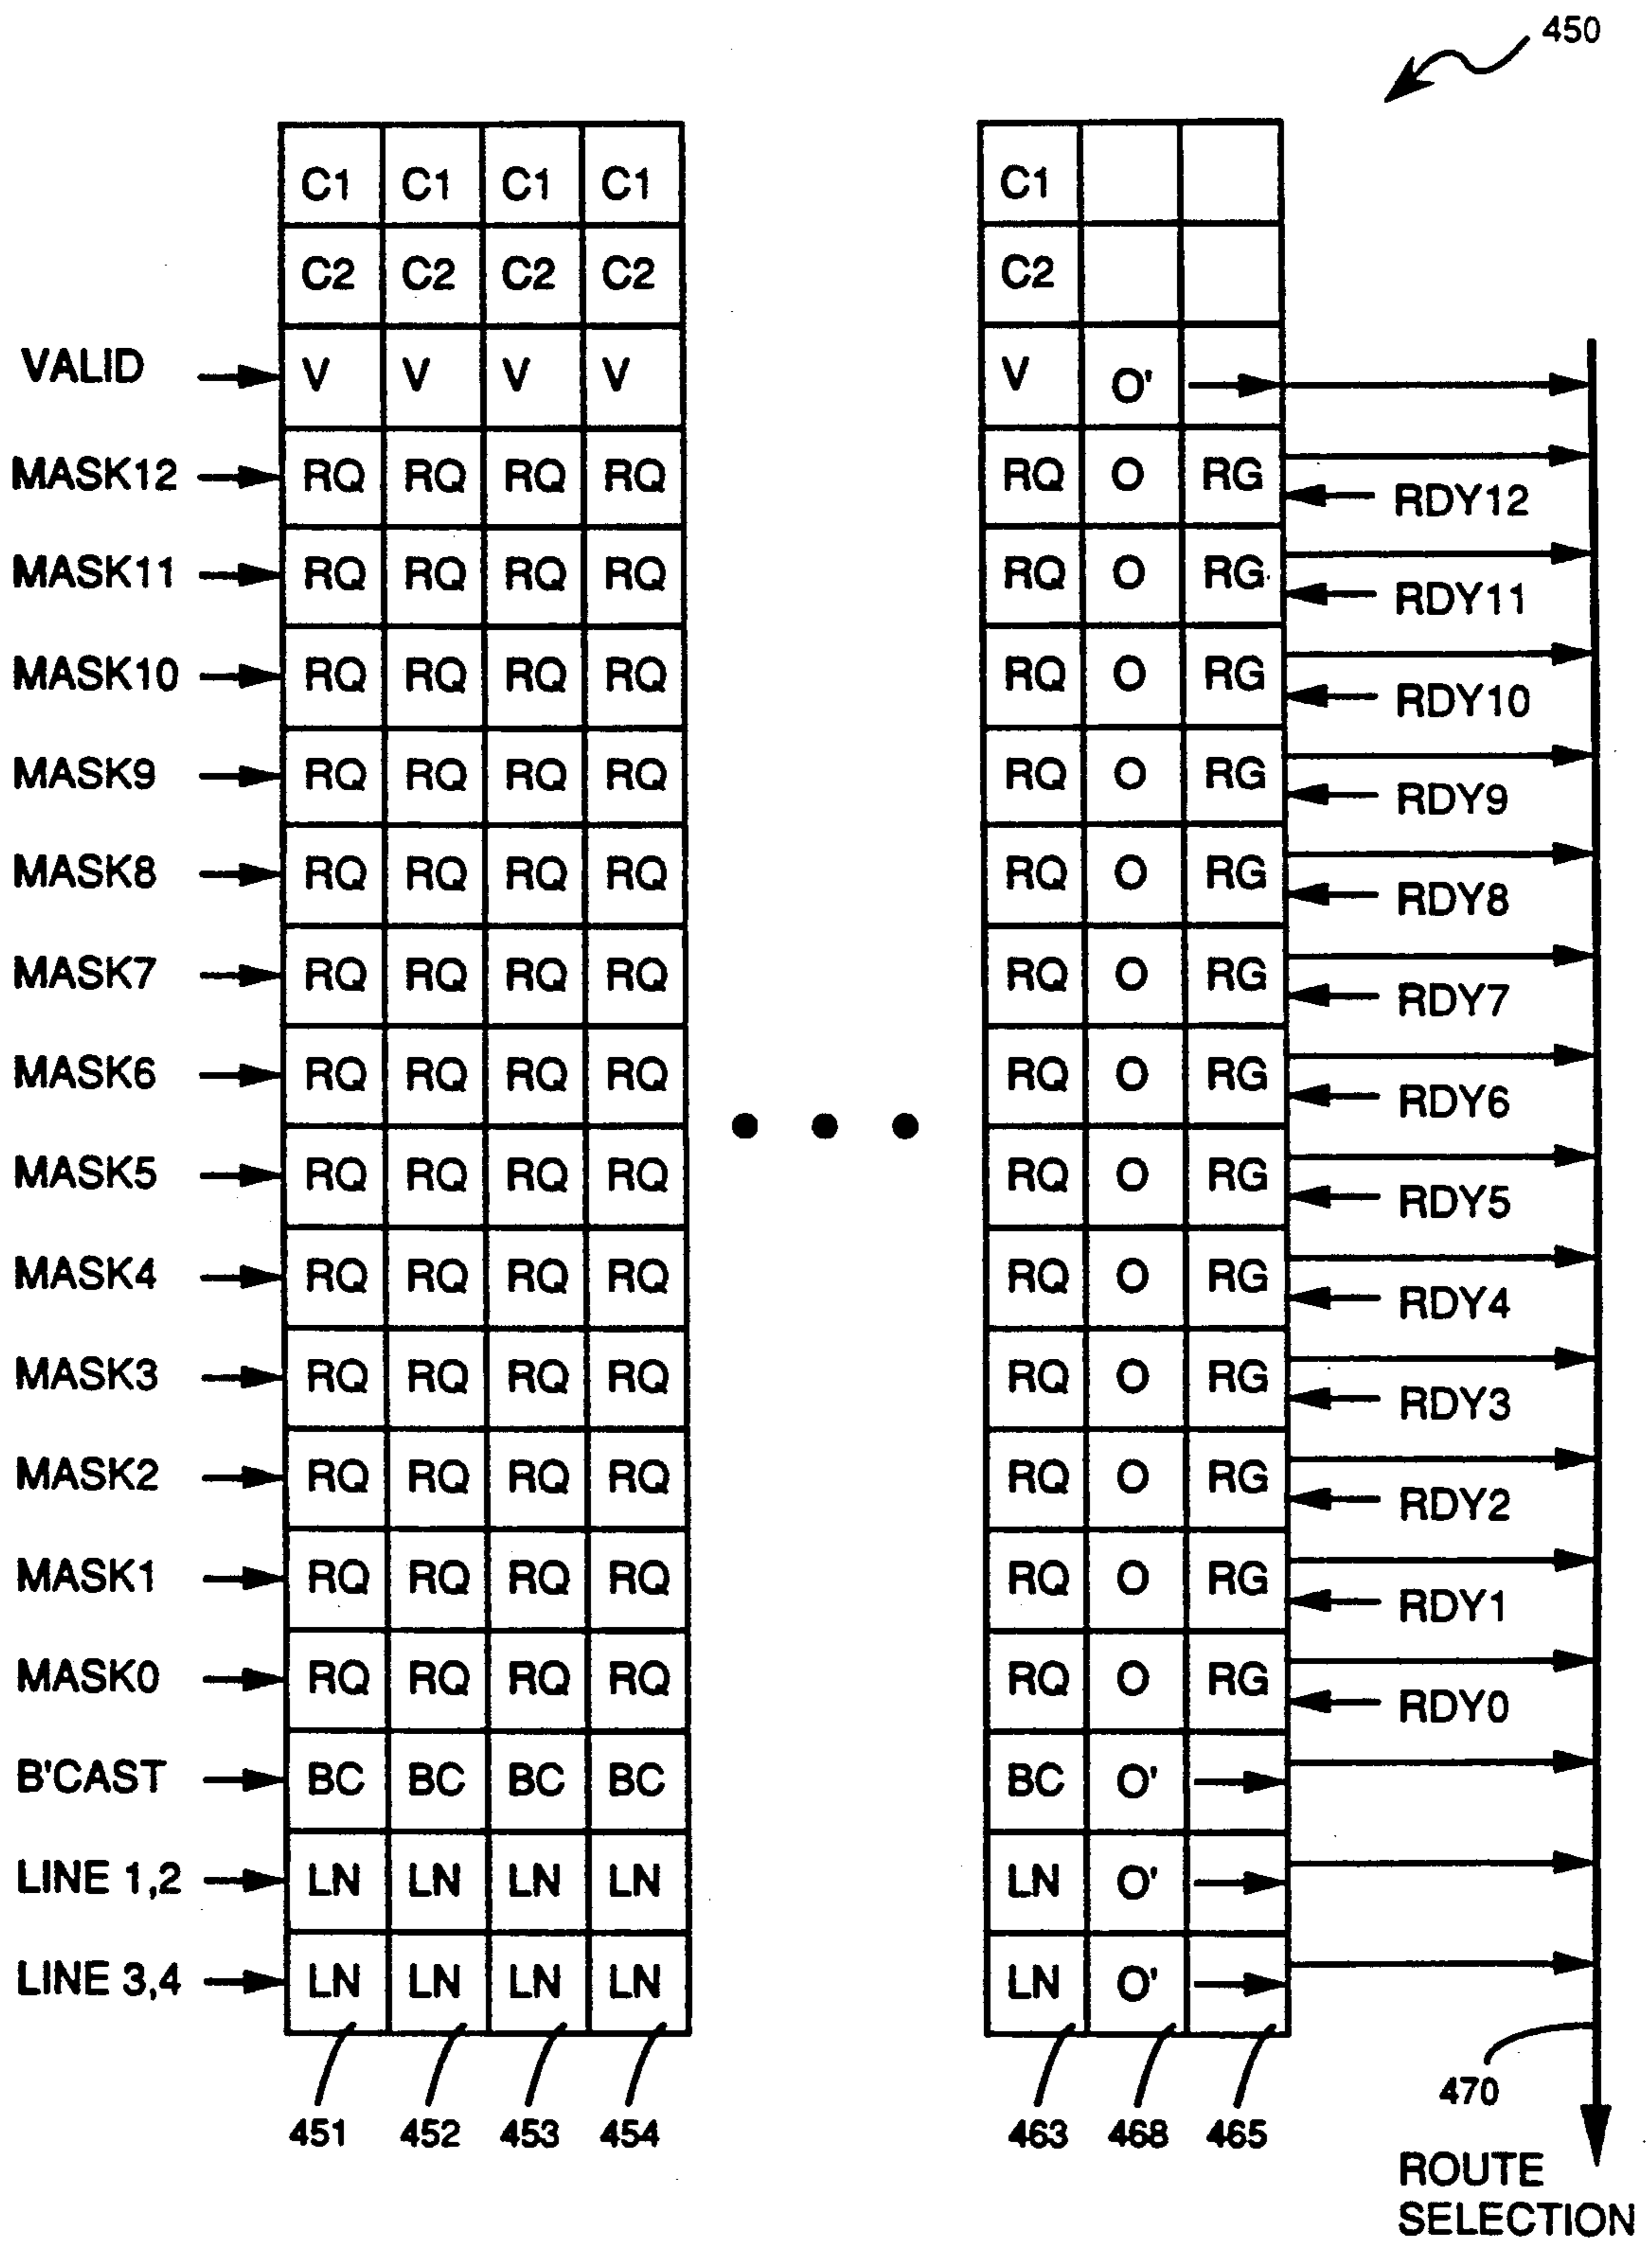 450
C1 C1 C1 C1 C1
C2 C2 C2 C2 C2
VALID V V V V V O'
MASK12 RQ RQ RQ RQ RQ O RG RDY12
MASK11 RQ RQ RQ RQ RQ O RG RDY11
MASK10 RQ RQ RQ RQ RQ O RG RDY10
MASK9 RQ RQ RQ RQ RQ O RG RDY9
MASK8 RQ RQ RQ RQ RQ O RG RDY8
MASK7 RQ RQ RQ RQ RQ O RG RDY7
MASK6 RQ RQ RQ RQ RQ O RG RDY6
MASK5 RQ RQ RQ RQ RQ O RG RDY5
MASK4 RQ RQ RQ RQ RQ O RG RDY4
MASK3 RQ RQ RQ RQ RQ O RG RDY3
MASK2 RQ RQ RQ RQ RQ O RG RDY2
MASK1 RQ RQ RQ RQ RQ O RG RDY1
MASK0 RQ RQ RQ RQ RQ O RG RDY0
B'CAST BC BC BC BC BC O'
LINE 1,2 LN LN LN LN LN O'
LINE 3,4 LN LN LN LN LN O'
451 452 453 454 463 468 465 470
ROUTE
SELECTION